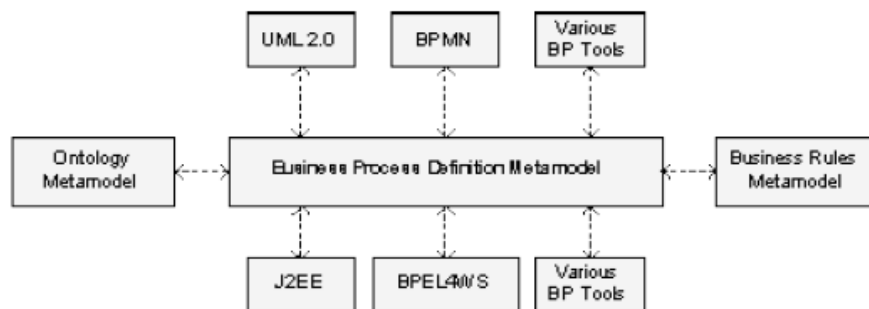 UML 2.0
BPMN
Various
BP Tools
Ontology
Metamodel
Business Process Definition Metamodel
Business Rules
Metamodel
J2EE
BPEL4WS
Various
BP Tools